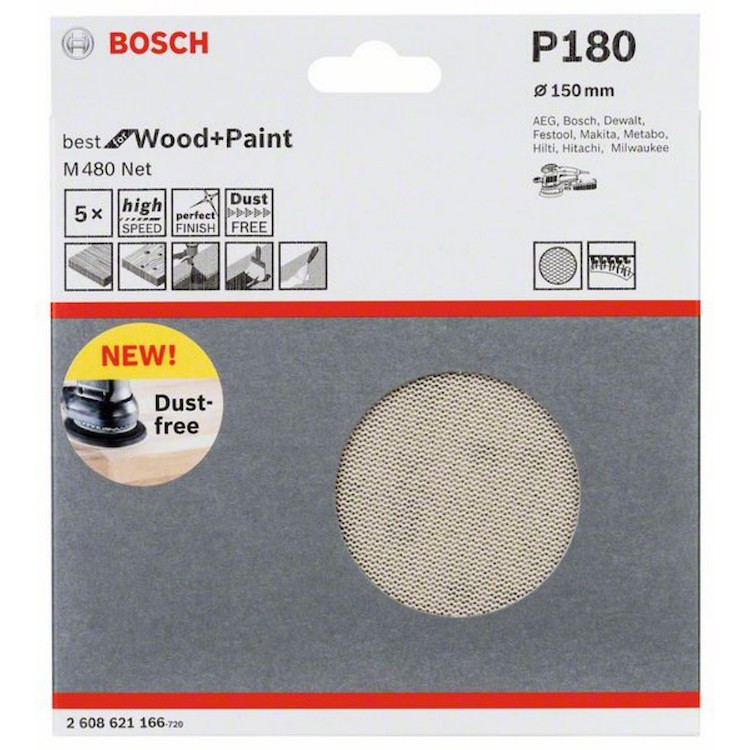 BOSCH
P180
Ø 150 mm
AEG, Bosch, Dewalt,
Festool, Makita, Metabo,
Hilti, Hitachi, Milwaukee
best for Wood+Paint
M 480 Net
5×
high
SPEED
perfect
FINISH
Dust
FREE
NEW!
Dust-
free
2 608 621 166-720